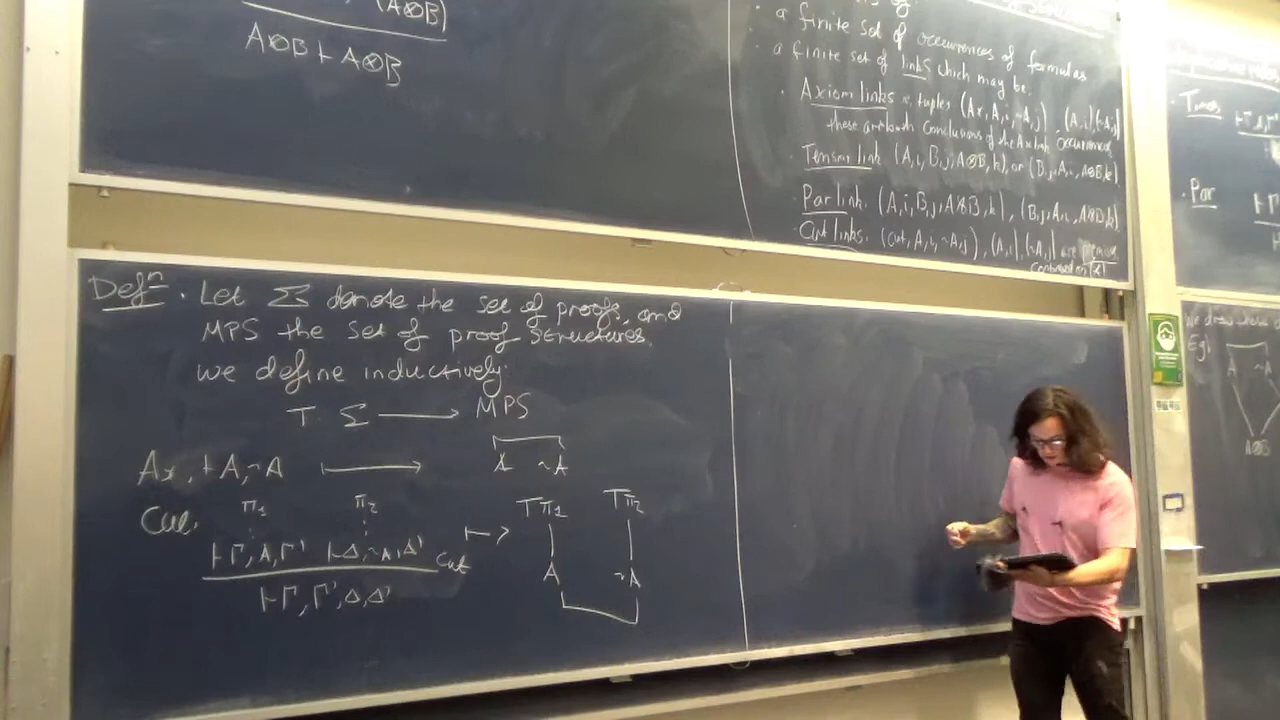 (A⊗B)
A⊗B ⊢ A⊗B
a finite set of occurrences of formulas
a finite set of links which may be.
Axiom links: tuples (Ax, A, i, ¬A, j) (A,i) (¬A,j)
these are both conclusions of the Ax link
Tensor link (A, i, B, j, A⊗B, k), or (B, j, A, i, A⊗B, k)
Par link. (A, i, B, j, A⅋B, k), (B, j, A, i, A⅋B, k)
Cut links. (cut, A, i, ¬A, j), (A,i) (¬A,j) are premise
Continued on
Times
Par
Defⁿ. Let Σ denote the set of proofs, and
MPS the set of proof structures,
we define inductively:
T Σ ⟶ MPS
Ax, ⊢A, ¬A ⟼ A ¬A
Cut. π₁ π₂ Tπ₁ Tπ₂
⊢Γ, A, Γ' ⊢Δ, ¬A, Δ' Cut ↦ A ¬A
⊢Γ, Γ', Δ, Δ'
We draw
Eg.
A ¬A
A⊗B